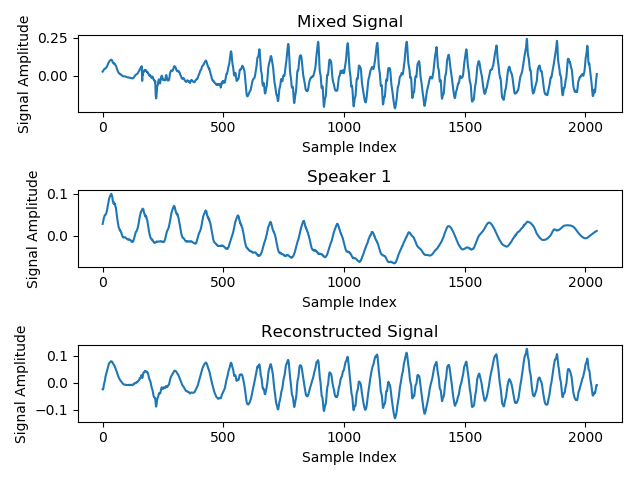 Mixed Signal
Signal Amplitude
0.25
0.00
0
500
1000
1500
2000
Sample Index
Speaker 1
Signal Amplitude
0.1
0.0
0
500
1000
1500
2000
Sample Index
Reconstructed Signal
Signal Amplitude
0.1
0.0
−0.1
0
500
1000
1500
2000
Sample Index